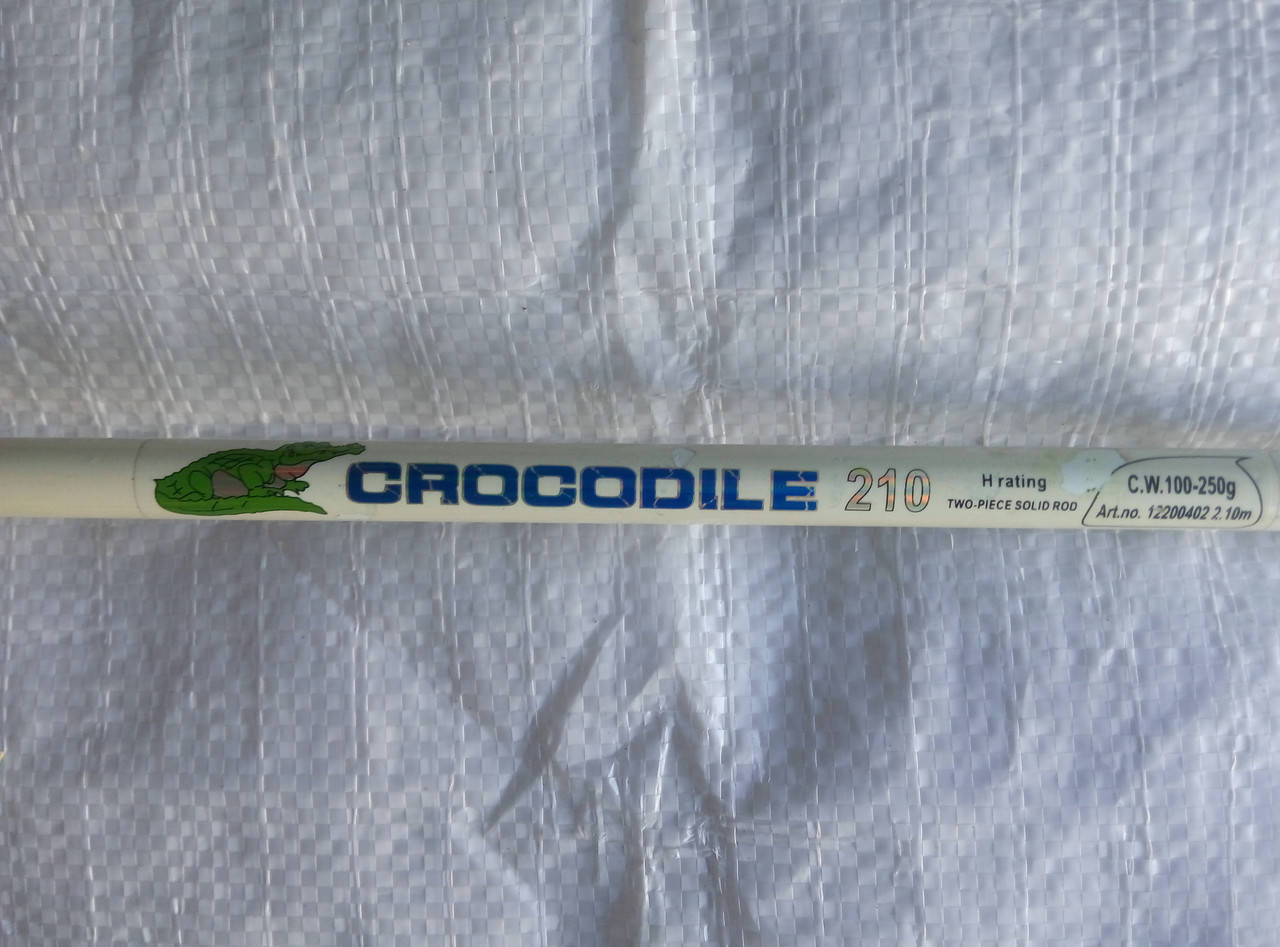 CROCODILE 210
H rating
TWO-PIECE SOLID ROD
C.W.100-250g
Art.no. 12200402 2.10m